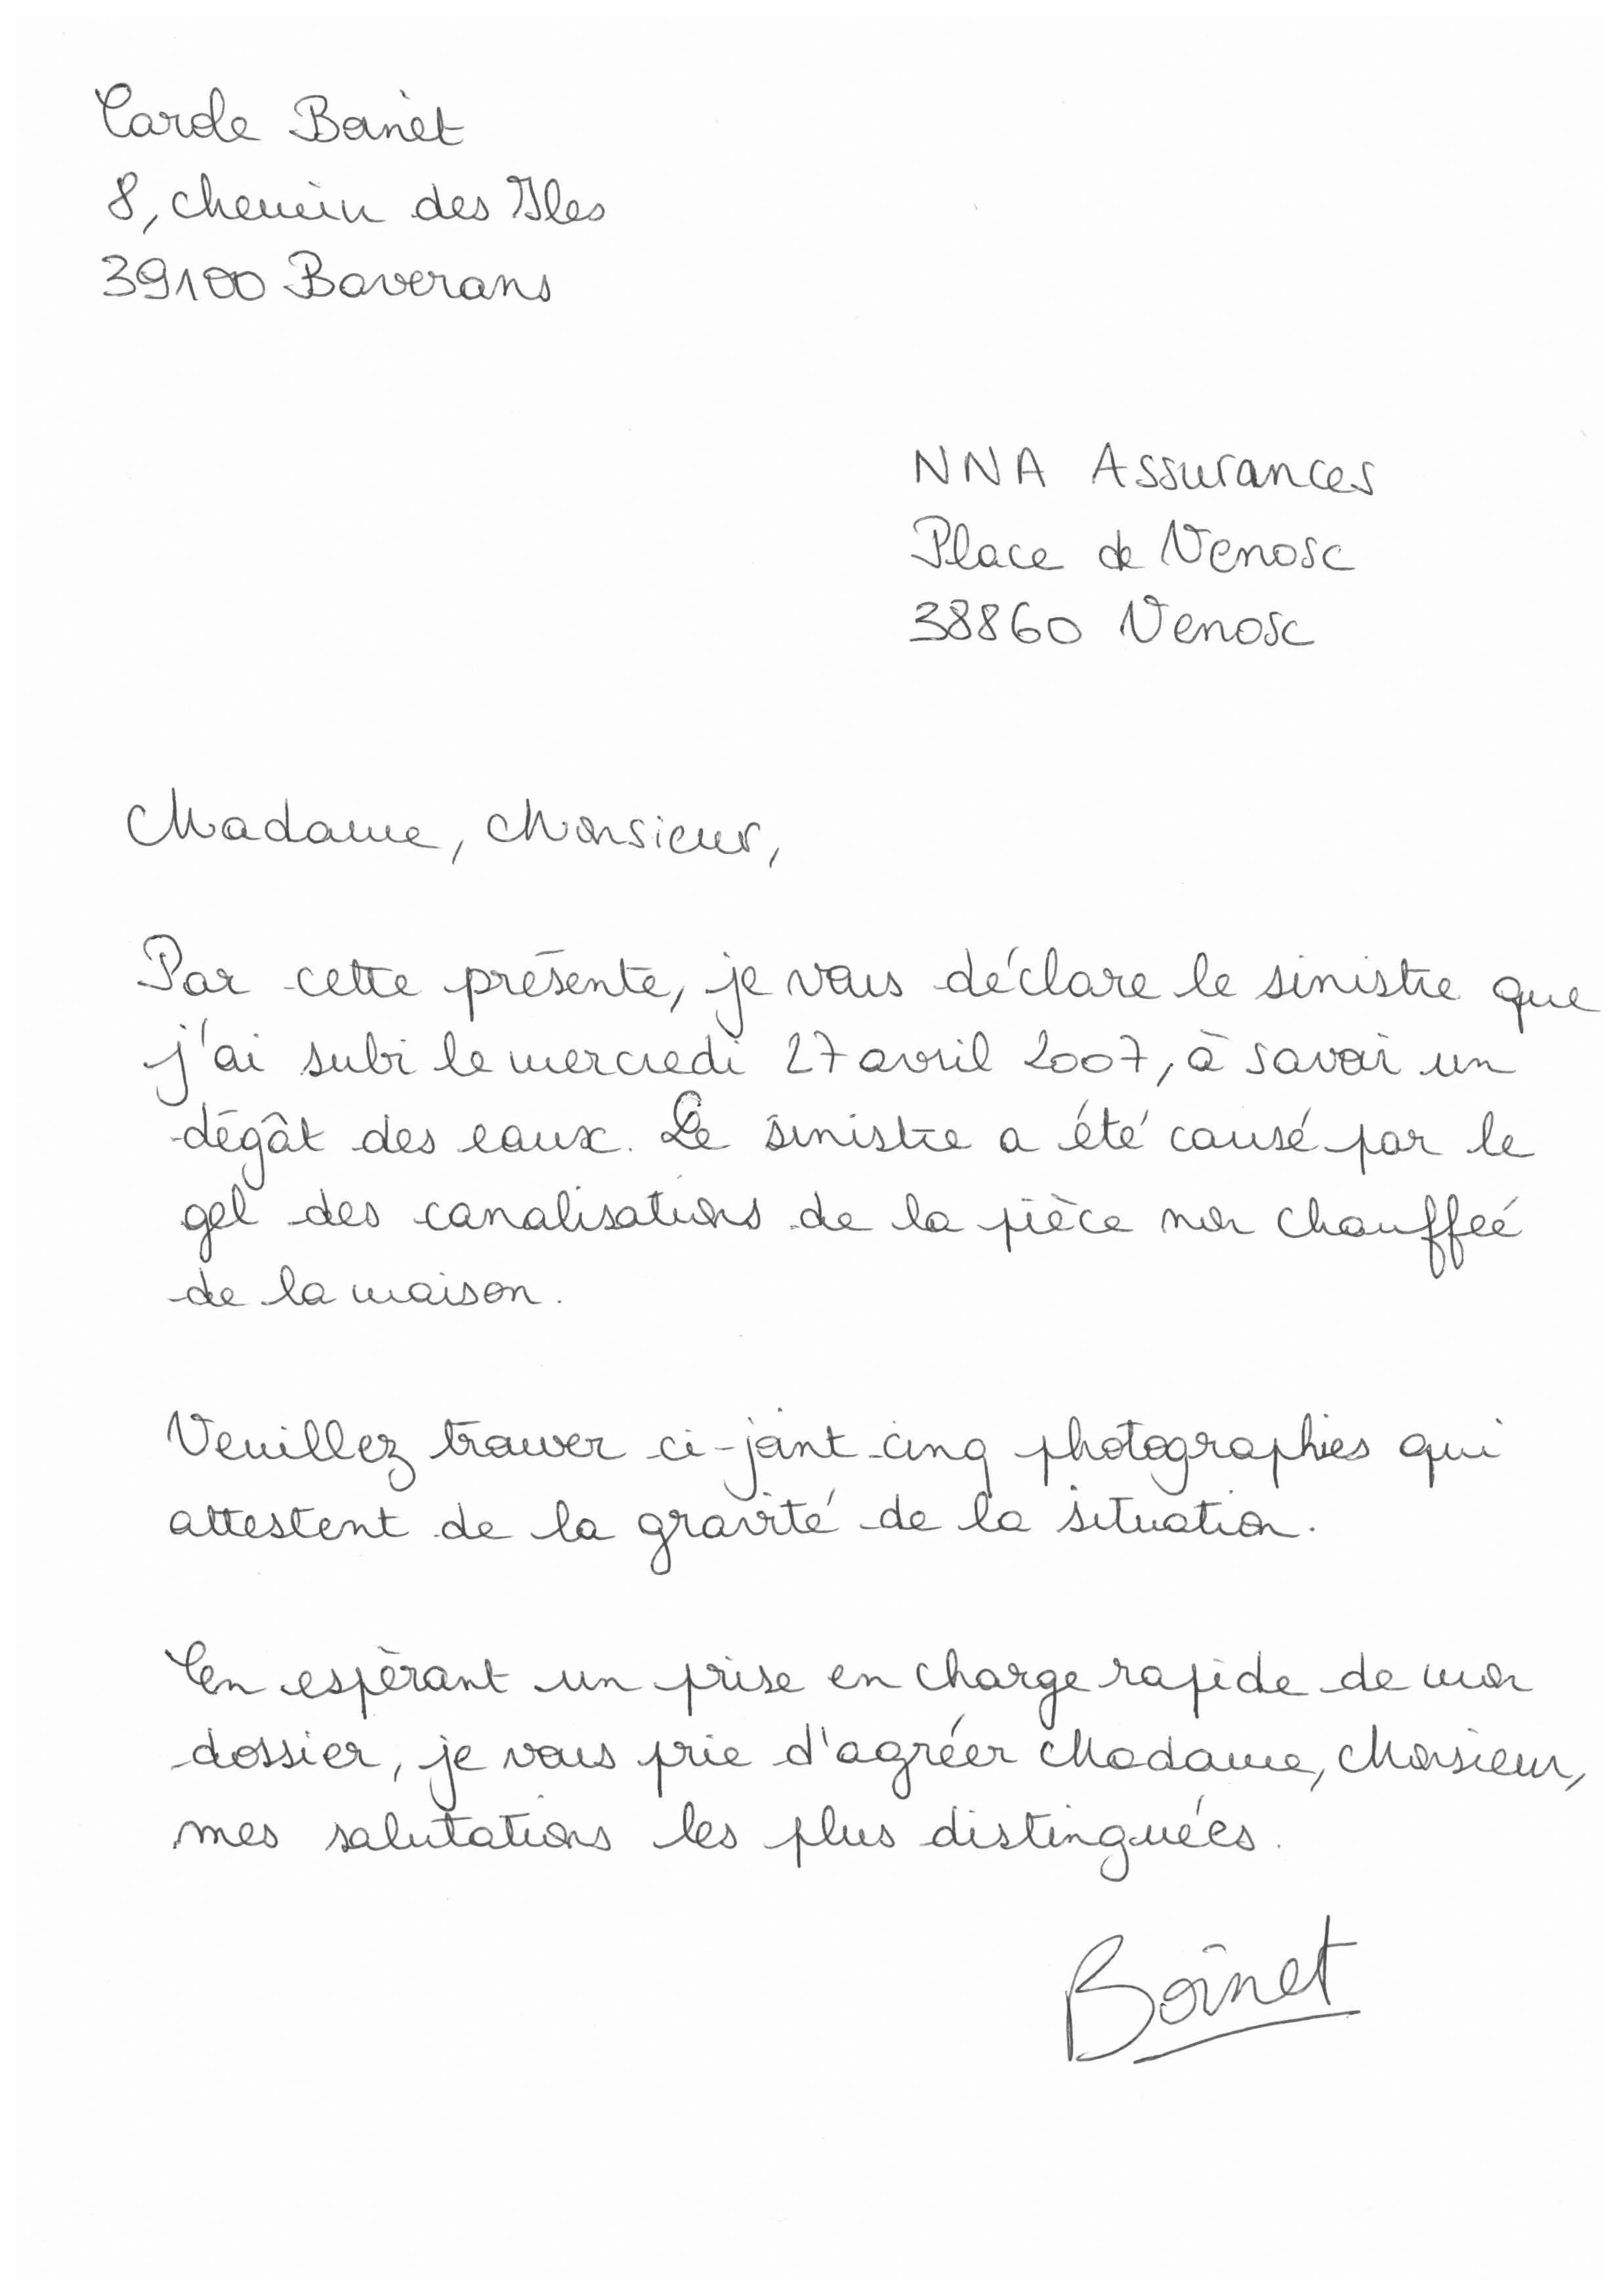 Carole Boinet
8, chemin des Iles
39100 Baverans
NNA Assurances
Place de Venosc
38860 Venosc
Madame, Monsieur,
Par cette présente, je vous déclare le sinistre que
j'ai subi le mercredi 27 avril 2007, à savoir un
dégât des eaux. Ce sinistre a été causé par le
gel des canalisations de la pièce non chauffeé
de la maison.
Veuillez trouver ci-joint cinq photographies qui
attestent de la gravité de la situation.
En espérant un prise en charge rapide de mon
dossier, je vous prie d'agréer Madame, Monsieur,
mes salutations les plus distinguées.
Boinet